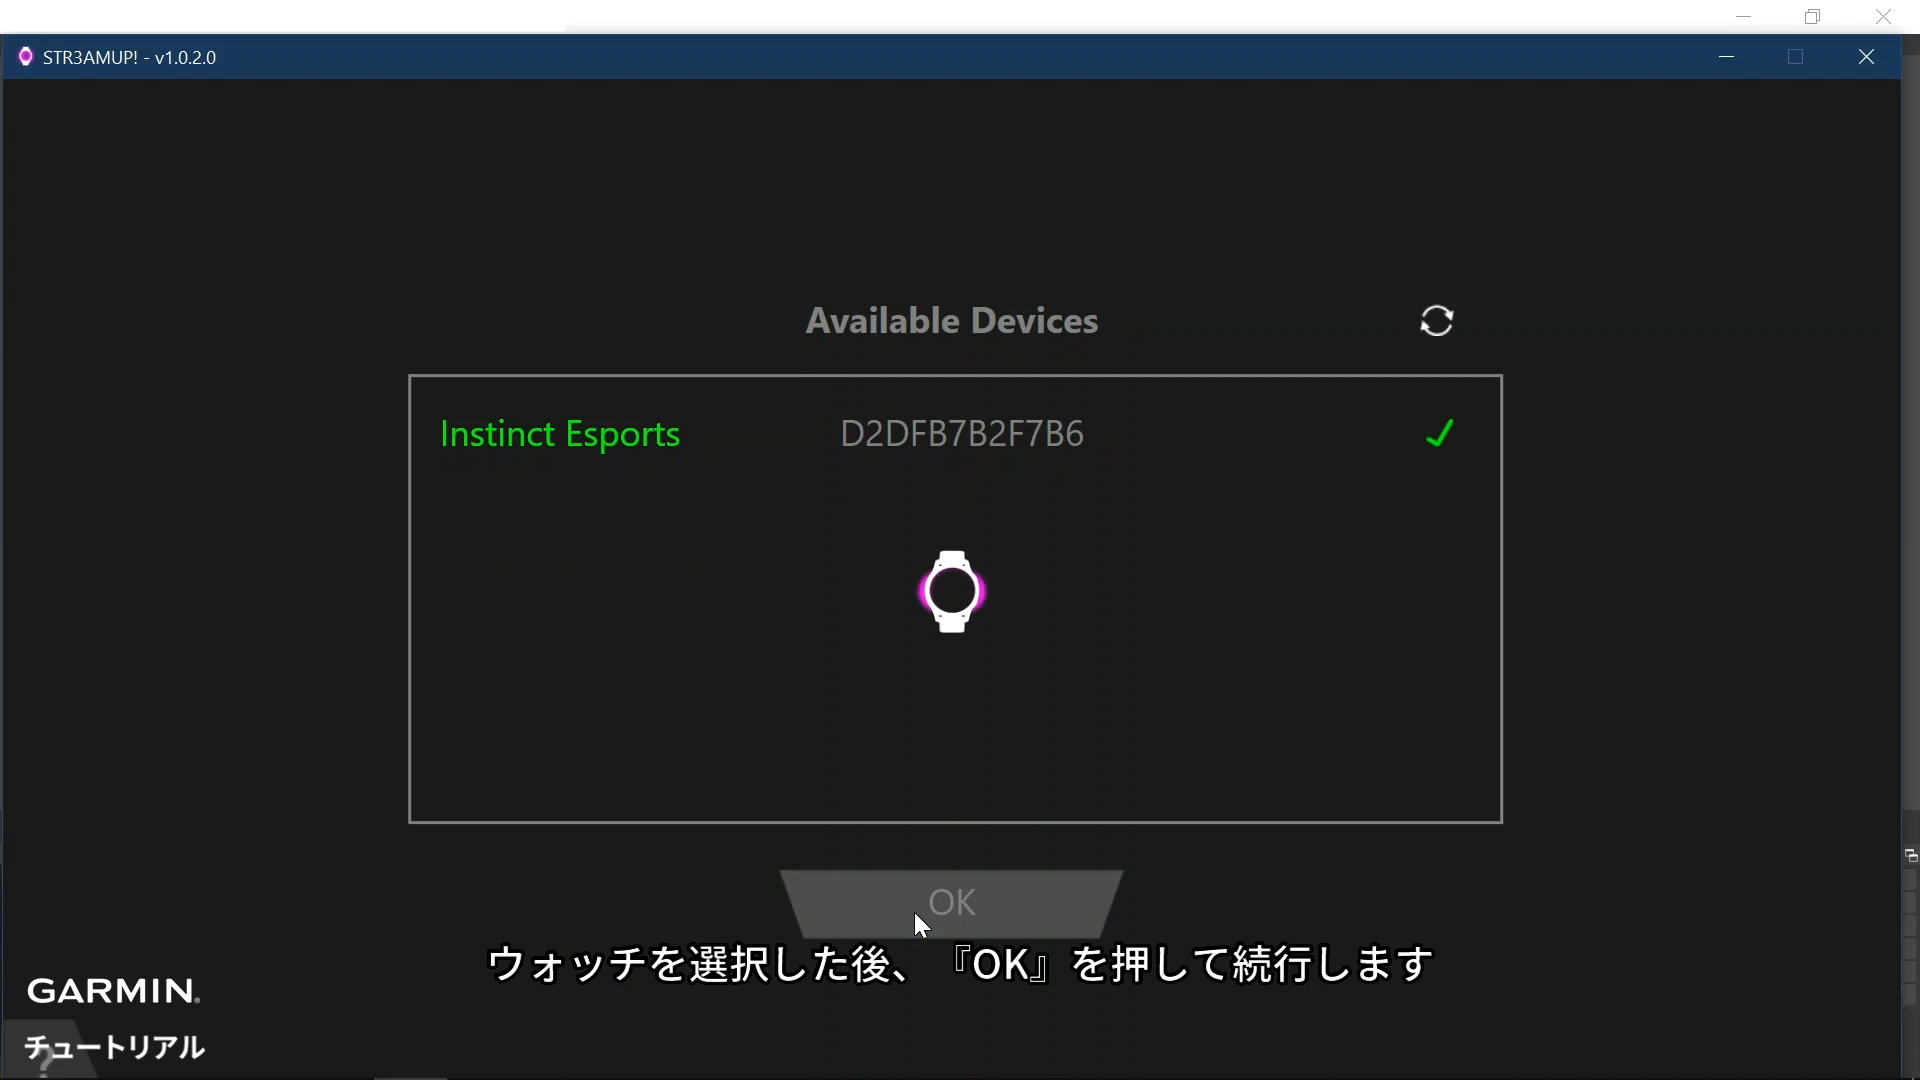 STR3AMUP! - v1.0.2.0
Available Devices
Instinct Esports D2DFB7B2F7B6
OK
ウォッチを選択した後、『OK』を押して続行します
GARMIN®
チュートリアル
?